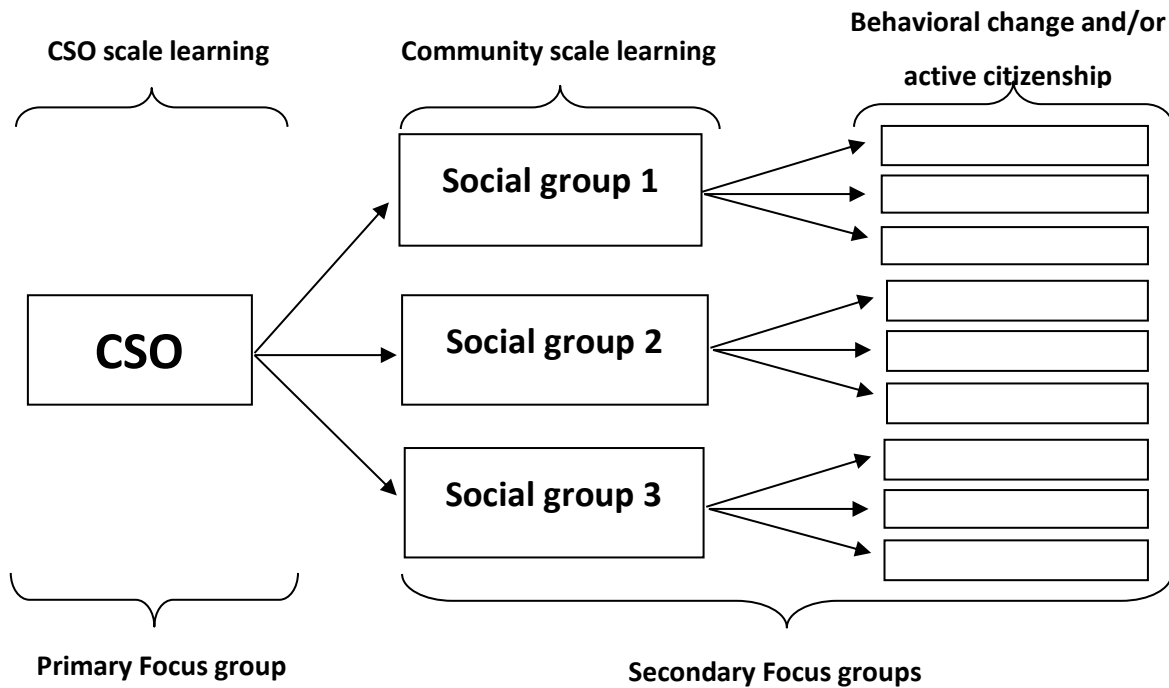 CSO scale learning
Community scale learning
Behavioral change and/or
active citizenship
Social group 1
CSO
Social group 2
Social group 3
Primary Focus group
Secondary Focus groups